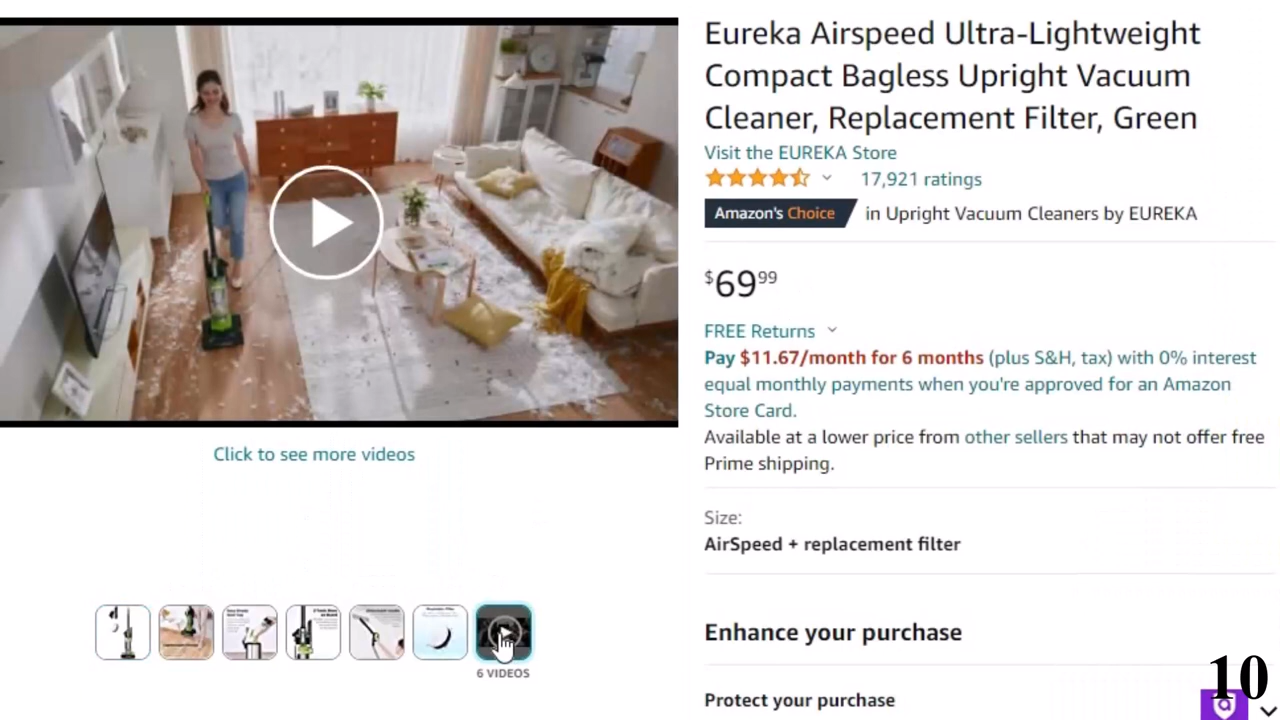 Eureka Airspeed Ultra-Lightweight
Compact Bagless Upright Vacuum
Cleaner, Replacement Filter, Green
Visit the EUREKA Store
17,921 ratings
Amazon's Choice in Upright Vacuum Cleaners by EUREKA
$69.99
FREE Returns
Pay $11.67/month for 6 months (plus S&H, tax) with 0% interest
equal monthly payments when you're approved for an Amazon
Store Card.
Available at a lower price from other sellers that may not offer free
Prime shipping.
Click to see more videos
Size:
AirSpeed + replacement filter
6 VIDEOS
Enhance your purchase
Protect your purchase
10